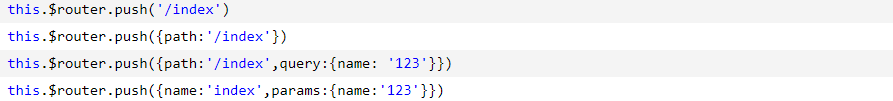 this.$router.push('/index')
this.$router.push({path:'/index'})
this.$router.push({path:'/index',query:{name: '123'}})
this.$router.push({name:'index',params:{name:'123'}})